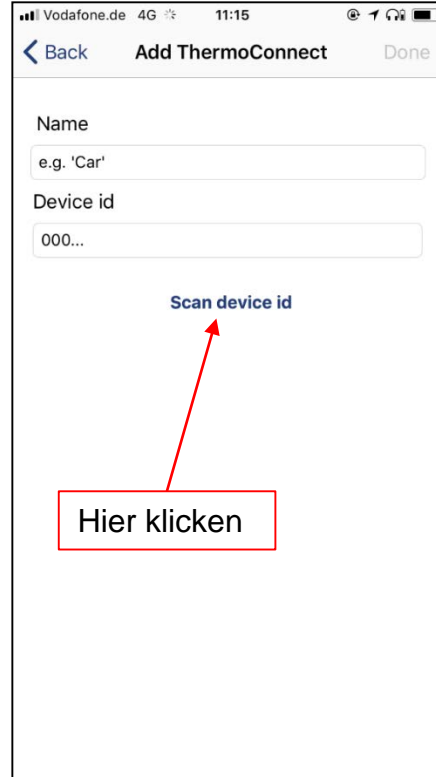 Vodafone.de 4G 11:15
Back Add ThermoConnect Done
Name
e.g. 'Car'
Device id
000...
Scan device id
Hier klicken